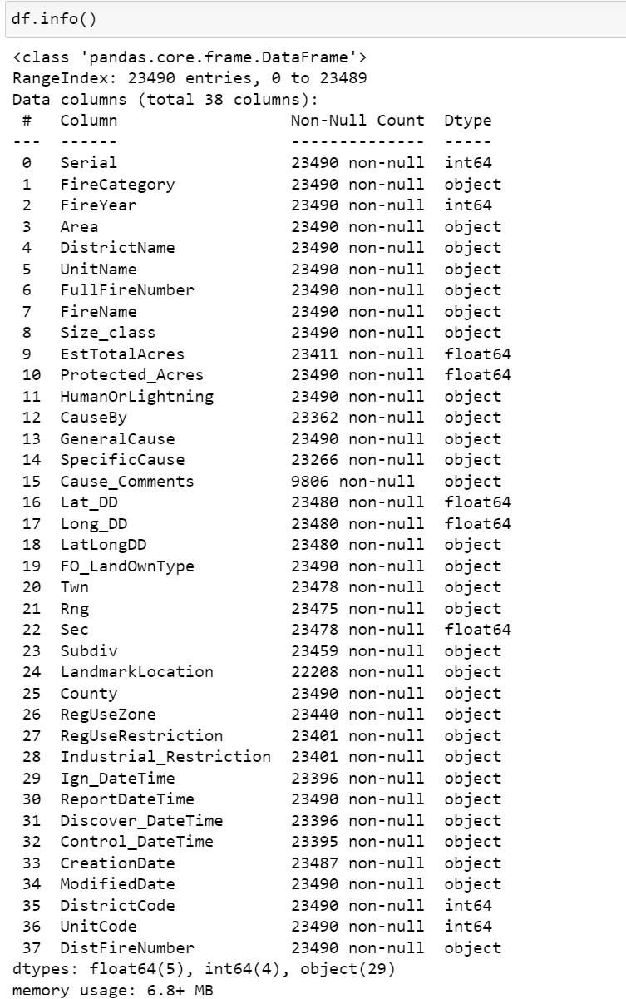 df.info()
<class 'pandas.core.frame.DataFrame'>
RangeIndex: 23490 entries, 0 to 23489
Data columns (total 38 columns):
 #   Column                  Non-Null Count  Dtype
---  ------                  --------------  -----
 0   Serial                  23490 non-null  int64
 1   FireCategory            23490 non-null  object
 2   FireYear                23490 non-null  int64
 3   Area                    23490 non-null  object
 4   DistrictName            23490 non-null  object
 5   UnitName                23490 non-null  object
 6   FullFireNumber          23490 non-null  object
 7   FireName                23490 non-null  object
 8   Size_class              23490 non-null  object
 9   EstTotalAcres           23411 non-null  float64
 10  Protected_Acres         23490 non-null  float64
 11  HumanOrLightning        23490 non-null  object
 12  CauseBy                 23362 non-null  object
 13  GeneralCause            23490 non-null  object
 14  SpecificCause           23266 non-null  object
 15  Cause_Comments          9806 non-null   object
 16  Lat_DD                  23480 non-null  float64
 17  Long_DD                 23480 non-null  float64
 18  LatLongDD               23480 non-null  object
 19  FO_LandOwnType          23490 non-null  object
 20  Twn                     23478 non-null  object
 21  Rng                     23475 non-null  object
 22  Sec                     23478 non-null  float64
 23  Subdiv                  23459 non-null  object
 24  LandmarkLocation        22208 non-null  object
 25  County                  23490 non-null  object
 26  RegUseZone              23440 non-null  object
 27  RegUseRestriction       23401 non-null  object
 28  Industrial_Restriction  23401 non-null  object
 29  Ign_DateTime            23396 non-null  object
 30  ReportDateTime          23490 non-null  object
 31  Discover_DateTime       23396 non-null  object
 32  Control_DateTime        23395 non-null  object
 33  CreationDate            23487 non-null  object
 34  ModifiedDate            23490 non-null  object
 35  DistrictCode            23490 non-null  int64
 36  UnitCode                23490 non-null  int64
 37  DistFireNumber          23490 non-null  object
dtypes: float64(5), int64(4), object(29)
memory usage: 6.8+ MB